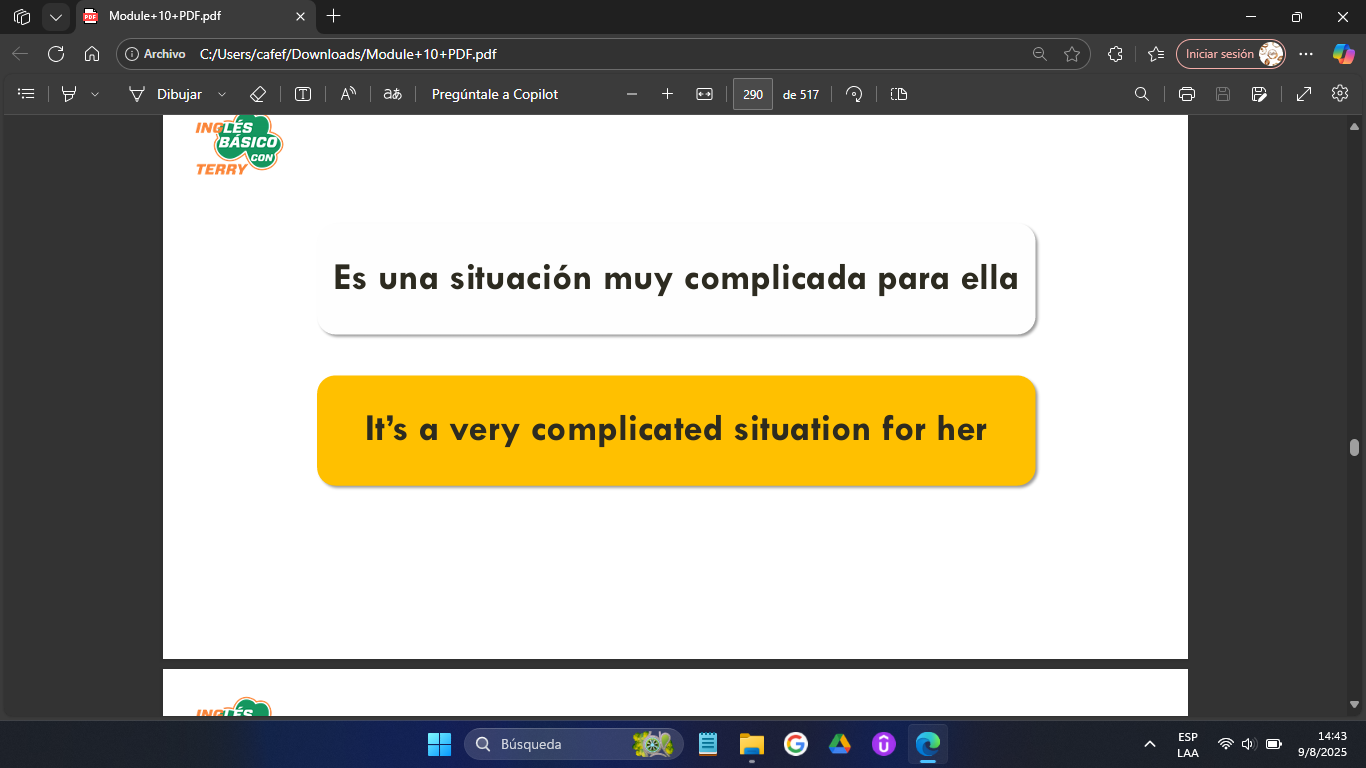 Module+10+PDF.pdf
Archivo C:/Users/cafef/Downloads/Module+10+PDF.pdf Iniciar sesión
Dibujar Pregúntale a Copilot 290 de 517
INGLÉS
BÁSICO
CON
TERRY
Es una situación muy complicada para ella
It's a very complicated situation for her
INGLÉS
Búsqueda
ESP
LAA
14:43
9/8/2025